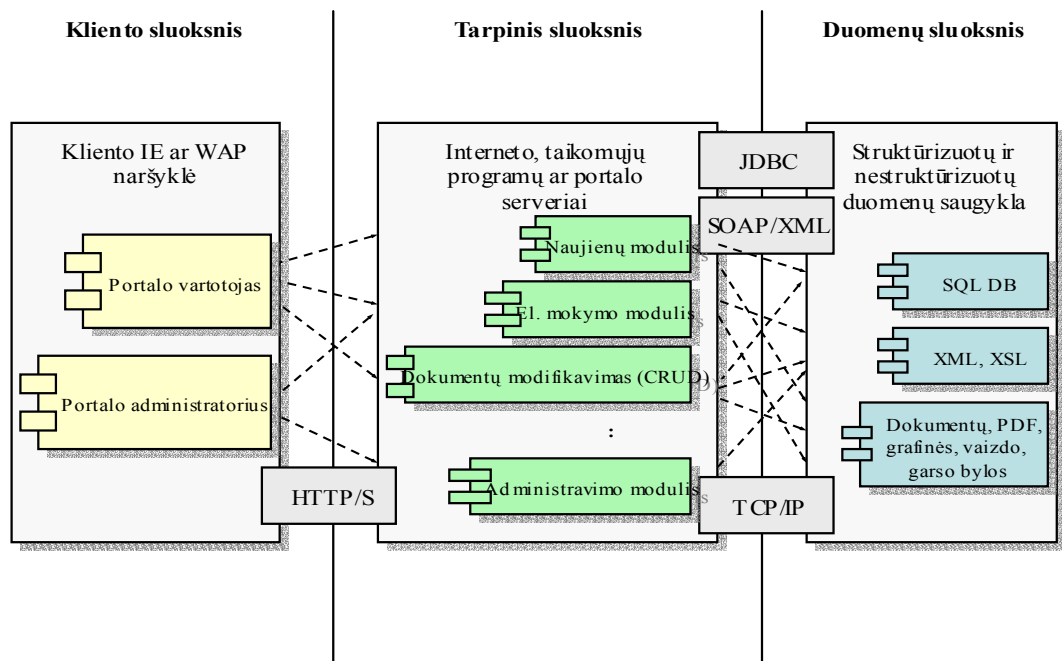 Kliento sluoksnis
Tarpinis sluoksnis
Duomenų sluoksnis
Kliento IE ar WAP
naršyklė
Portalo vartotojas
Portalo administratorius
HTTP/S
Interneto, taikomųjų
programų ar portalo
serveriai
Naujienų modulis
El. mokymo modulis
Dokumentų modifikavimas (CRUD)
:
Administravimo modulis
JDBC
SOAP/XML
TCP/IP
Struktūrizuotų ir
nestruktūrizuotų
duomenų saugykla
SQL DB
XML, XSL
Dokumentų, PDF,
grafinės, vaizdo,
garso bylos